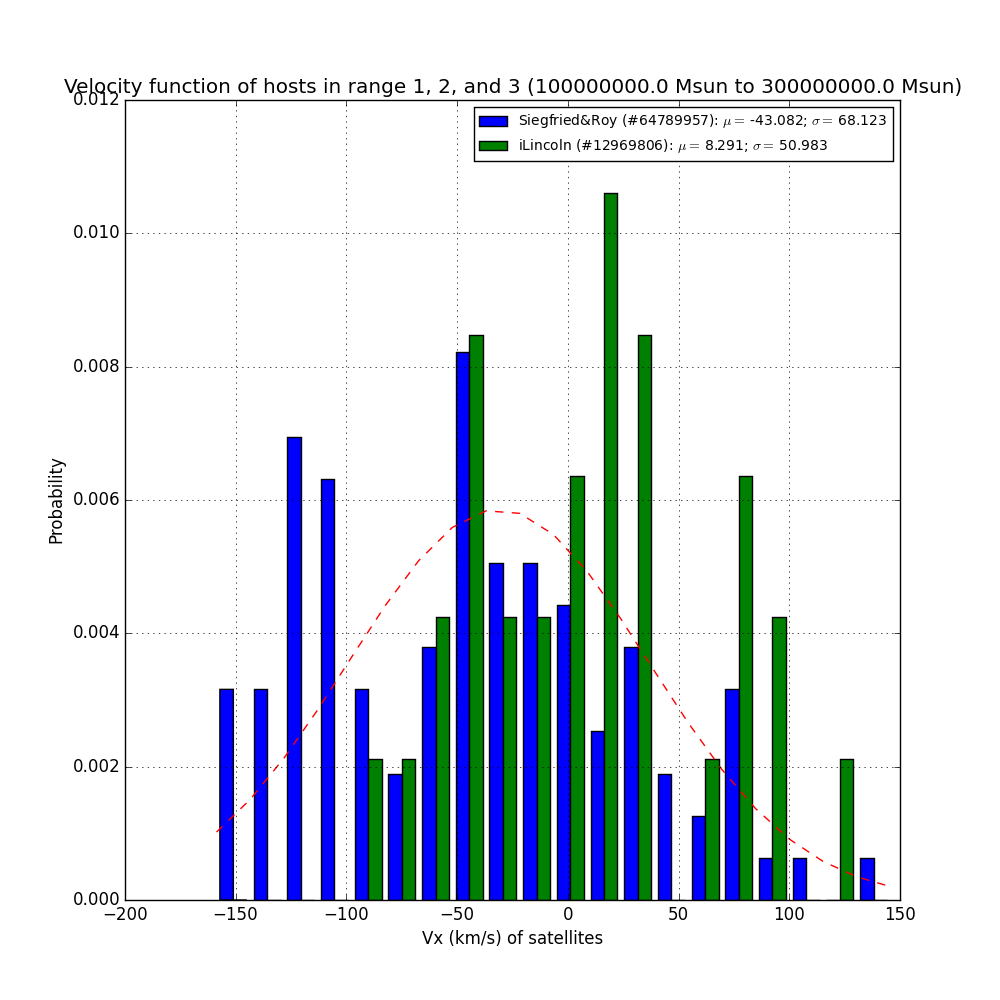 Velocity function of hosts in range 1, 2, and 3 (100000000.0 Msun to 300000000.0 Msun)
Siegfried&Roy (#64789957): μ = -43.082; σ = 68.123
iLincoln (#12969806): μ = 8.291; σ = 50.983
0.012
0.010
0.008
0.006
0.004
0.002
0.000
Probability
−200 −150 −100 −50 0 50 100 150
Vx (km/s) of satellites